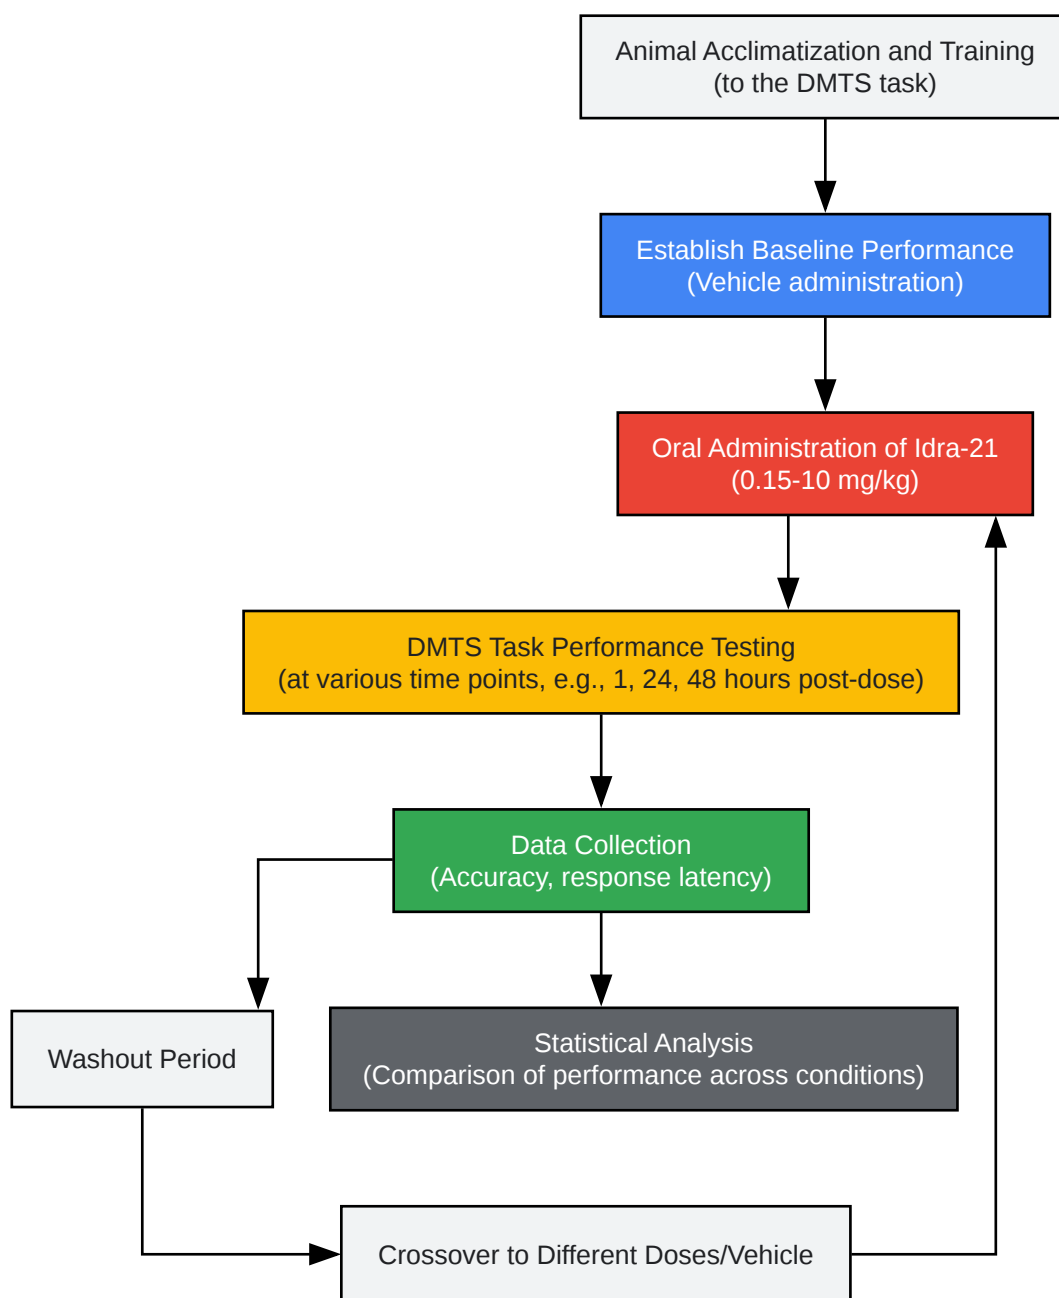 Animal Acclimatization and Training
(to the DMTS task)
Establish Baseline Performance
(Vehicle administration)
Oral Administration of Idra-21
(0.15-10 mg/kg)
DMTS Task Performance Testing
(at various time points, e.g., 1, 24, 48 hours post-dose)
Data Collection
(Accuracy, response latency)
Washout Period
Statistical Analysis
(Comparison of performance across conditions)
Crossover to Different Doses/Vehicle